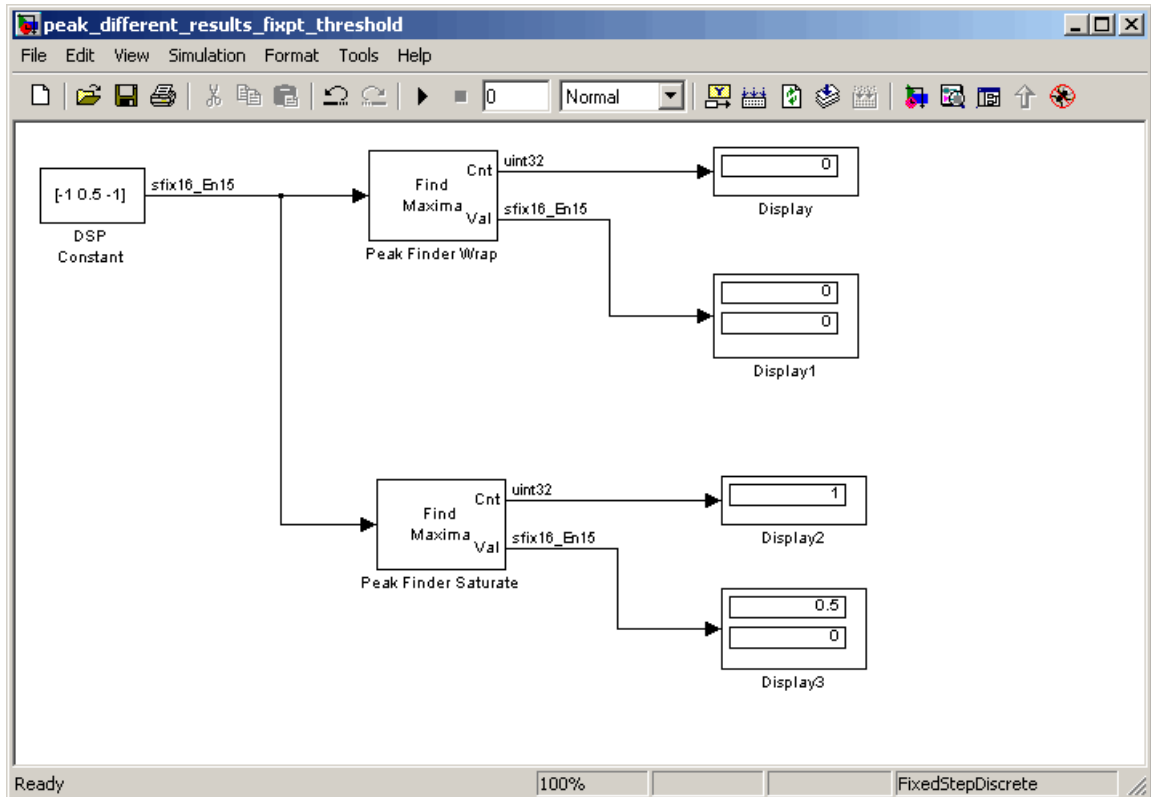 peak_different_results_fixpt_threshold
File Edit View Simulation Format Tools Help
0 Normal
[-1 0.5 -1]
DSP
Constant
sfix16_En15
Find
Maxima
Cnt
Val
Peak Finder Wrap
uint32
sfix16_En15
0
Display
0
0
Display1
Find
Maxima
Cnt
Val
Peak Finder Saturate
uint32
sfix16_En15
1
Display2
0.5
0
Display3
Ready 100% FixedStepDiscrete